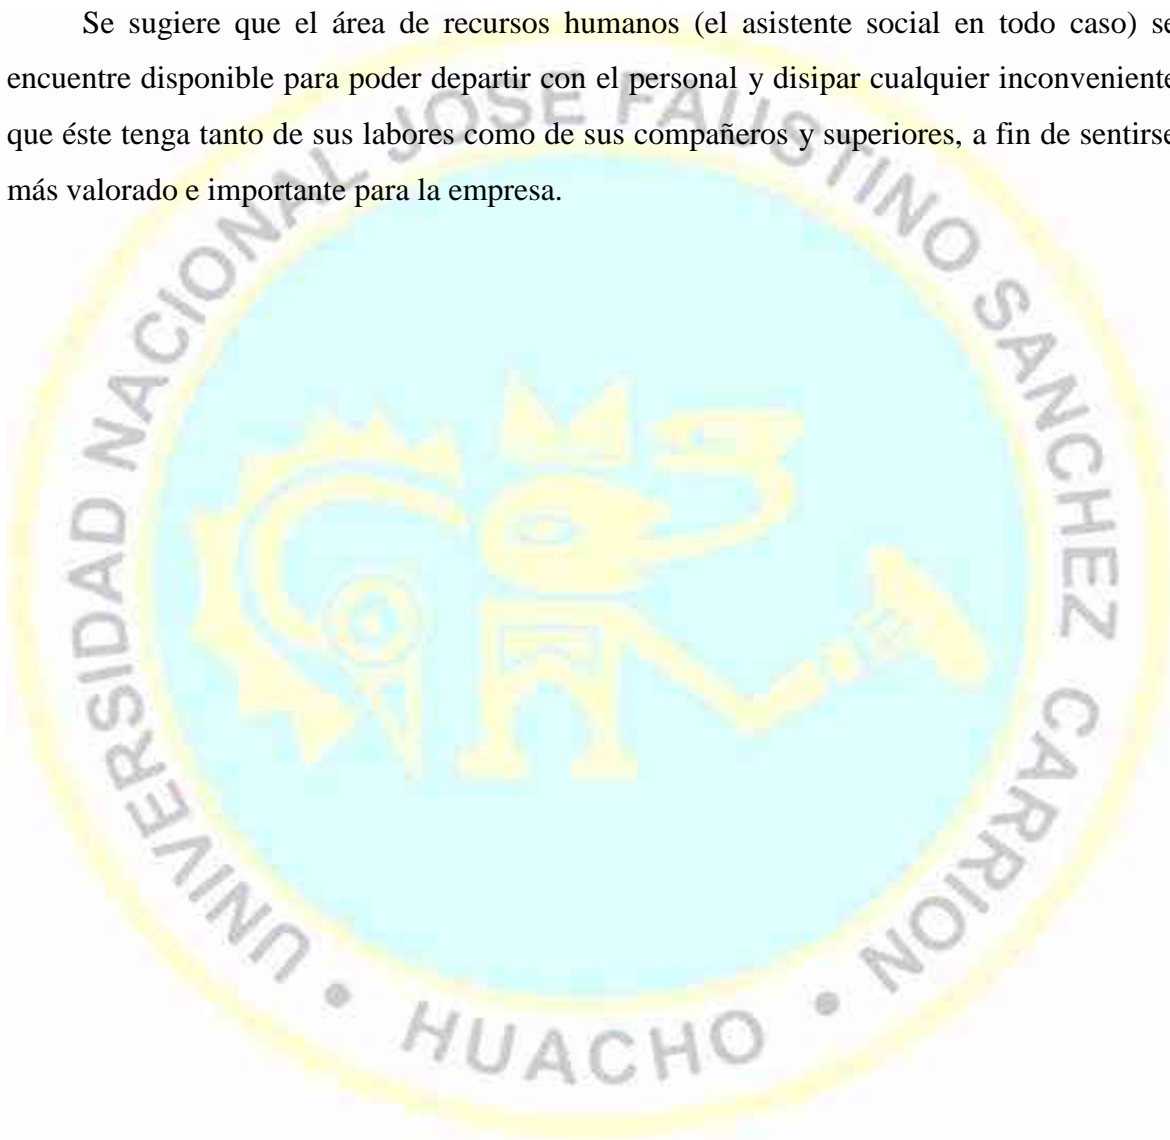 Se sugiere que el área de recursos humanos (el asistente social en todo caso) se
encuentre disponible para poder departir con el personal y disipar cualquier inconveniente
que éste tenga tanto de sus labores como de sus compañeros y superiores, a fin de sentirse
más valorado e importante para la empresa.
UNIVERSIDAD NACIONAL JOSE FAUSTINO SANCHEZ CARRION
• HUACHO •